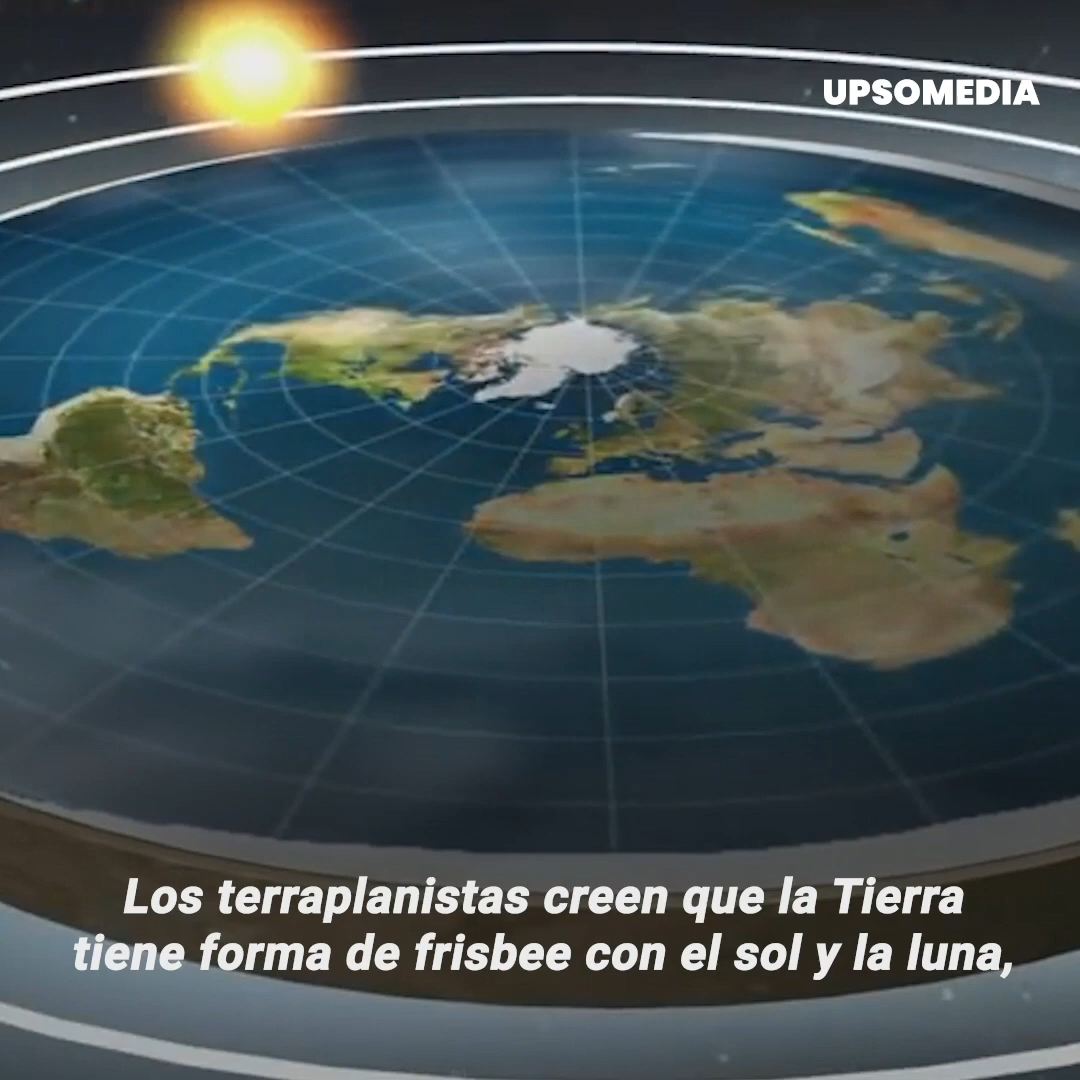 UPSOMEDIA
Los terraplanistas creen que la Tierra
tiene forma de frisbee con el sol y la luna,